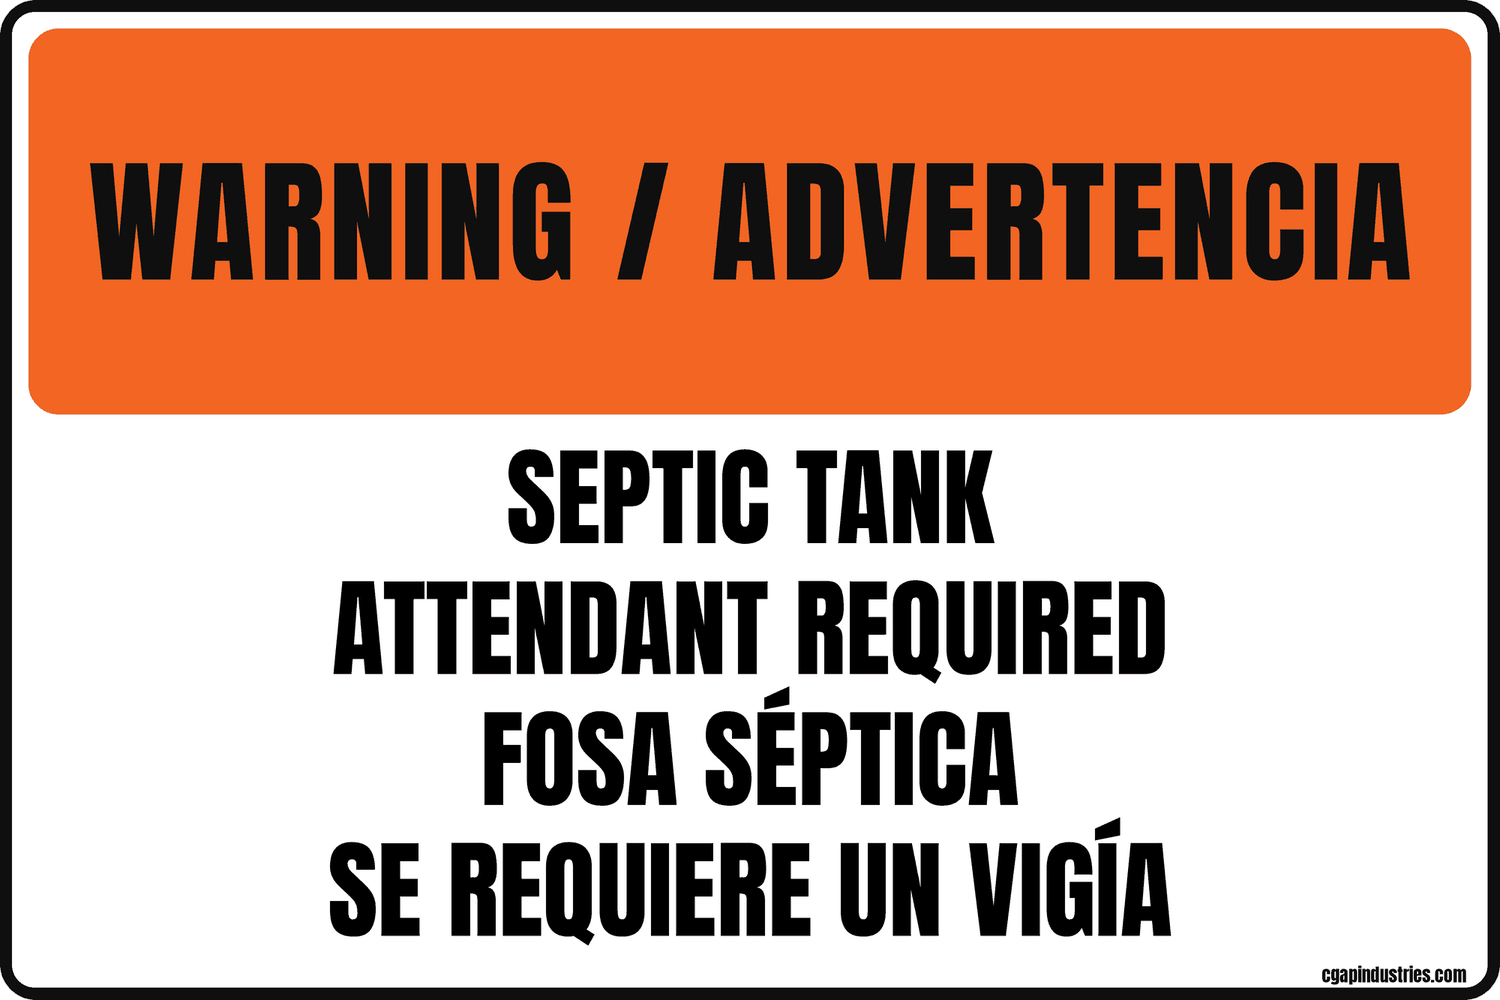 WARNING / ADVERTENCIA
SEPTIC TANK
ATTENDANT REQUIRED
FOSA SÉPTICA
SE REQUIERE UN VIGÍA
cgapindustries.com